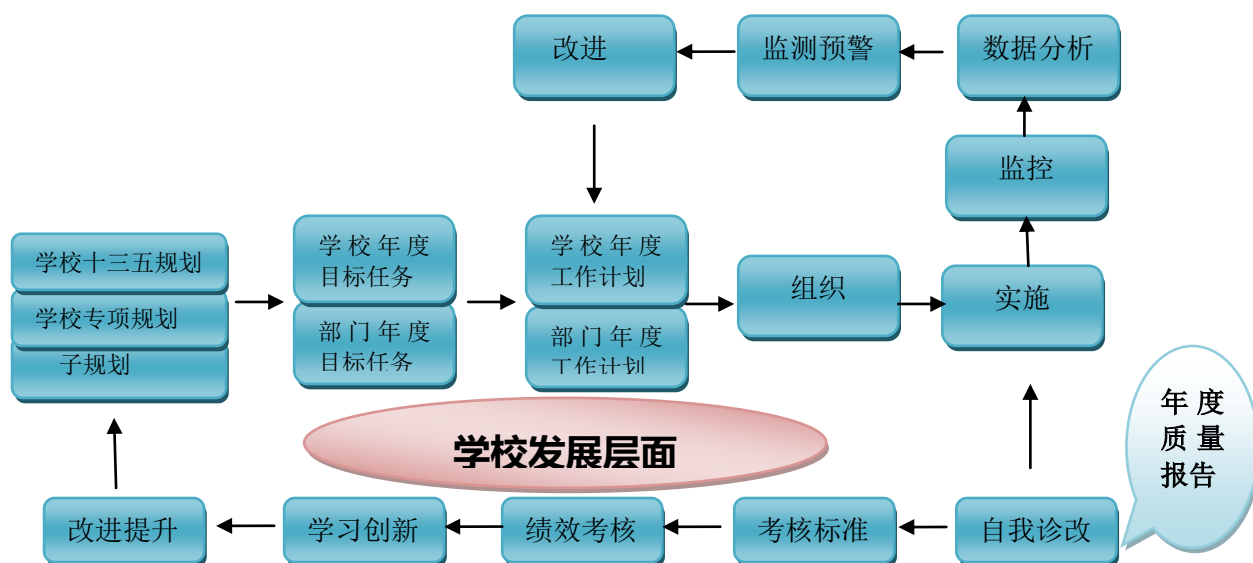 改进
监测预警
数据分析
监控
学校十三五规划
学校专项规划
子规划
学校年度
目标任务
部门年度
目标任务
学校年度
工作计划
部门年度
工作计划
组织
实施
学校发展层面
年度
质量
报告
改进提升
学习创新
绩效考核
考核标准
自我诊改